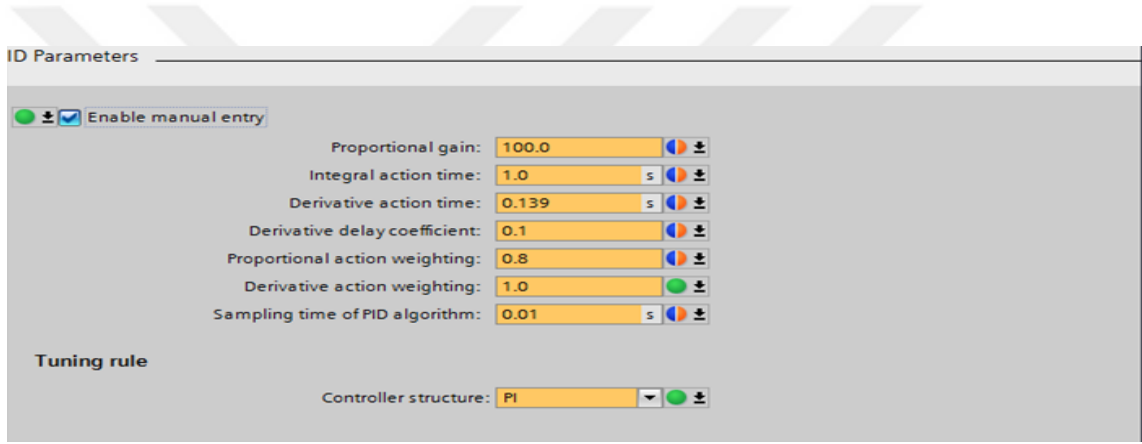 ID Parameters
Enable manual entry
Proportional gain: 100.0
Integral action time: 1.0 s
Derivative action time: 0.139 s
Derivative delay coefficient: 0.1
Proportional action weighting: 0.8
Derivative action weighting: 1.0
Sampling time of PID algorithm: 0.01 s
Tuning rule
Controller structure: PI